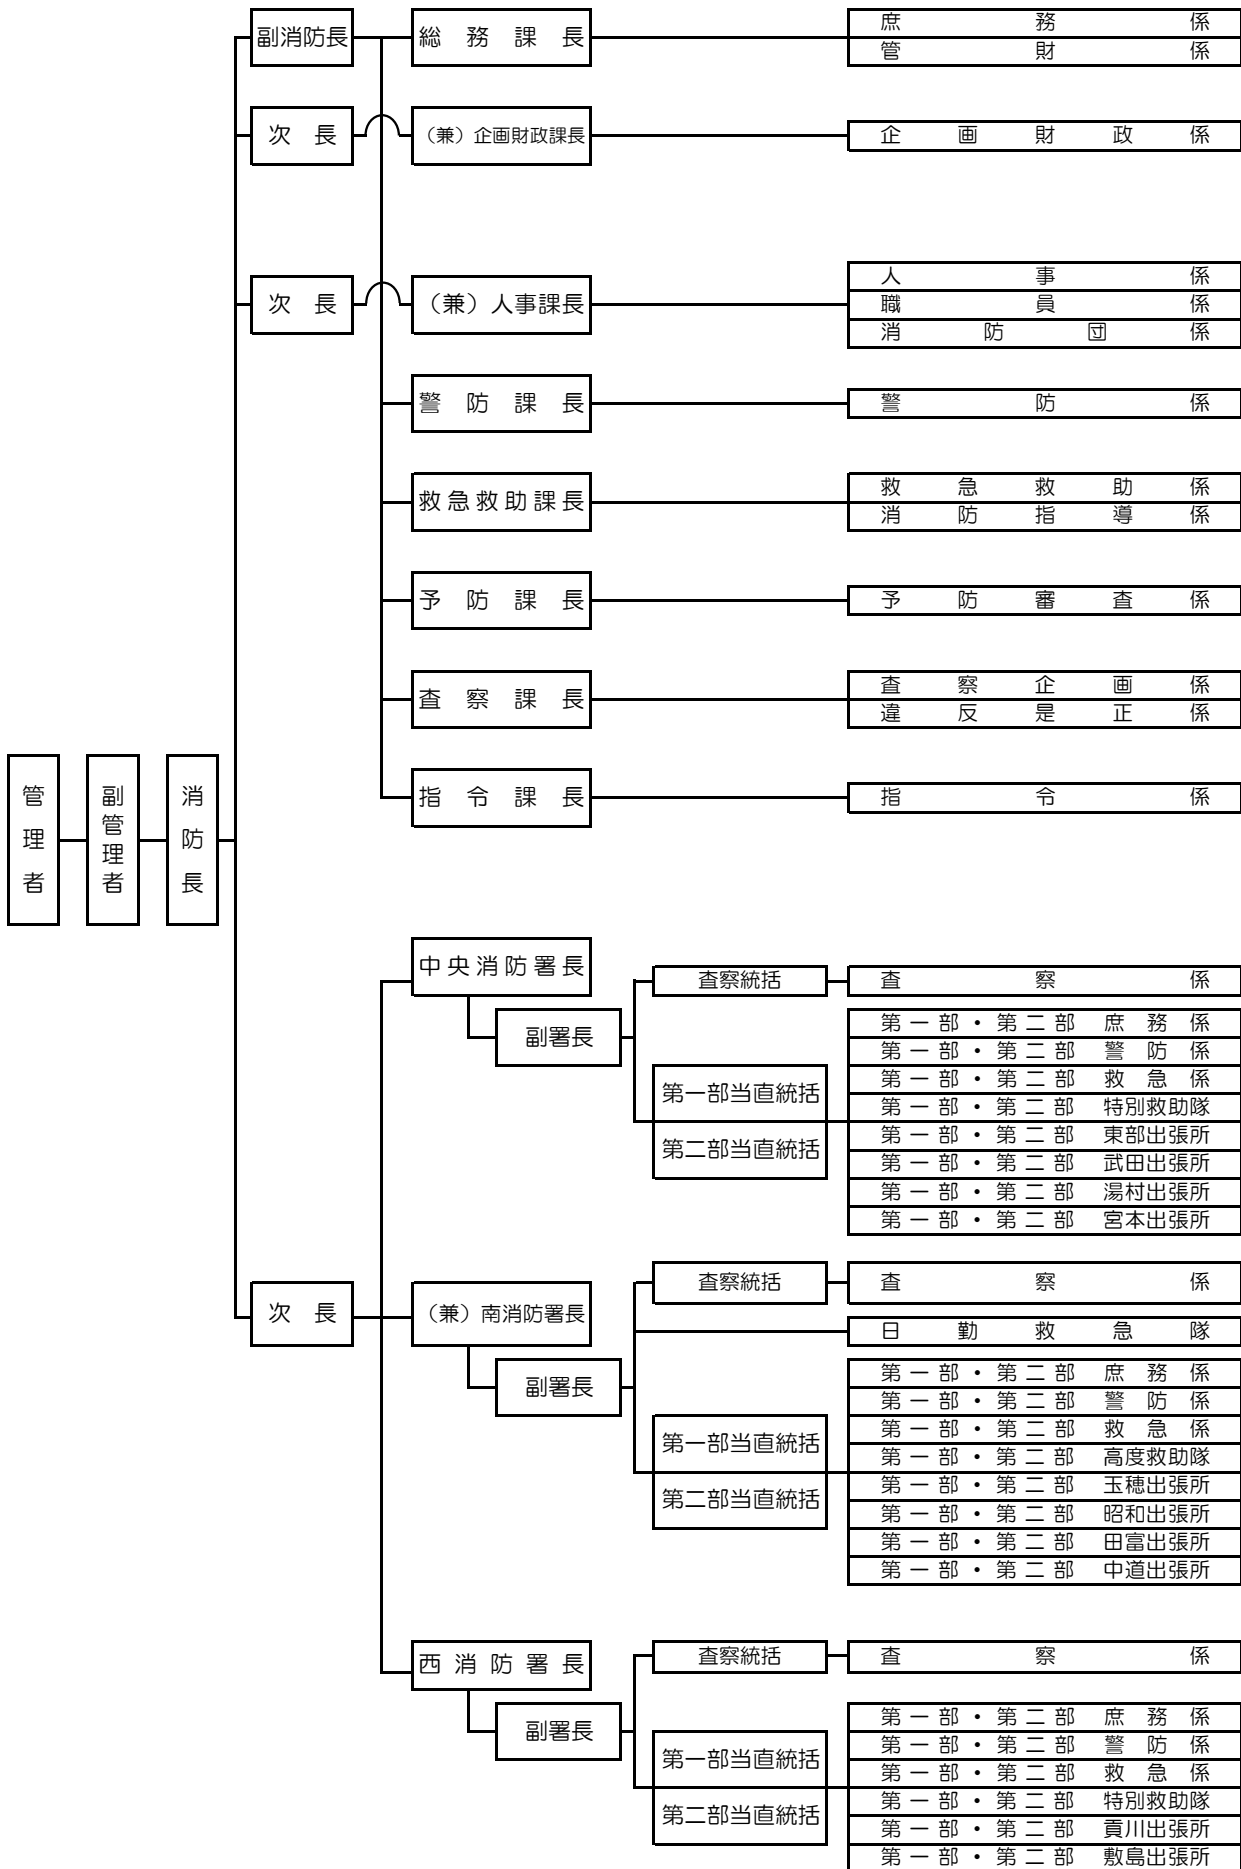 副消防長
総務課長
庶務係
管財係
次長
（兼）企画財政課長
企画財政係
次長
（兼）人事課長
人事係
職員係
消防団係
警防課長
警防係
救急救助課長
救急救助係
消防指導係
予防課長
予防審査係
査察課長
査察企画係
違反是正係
指令課長
指令係
管理者
副管理者
消防長
中央消防署長
副署長
査察統括
査察係
第一部当直統括
第二部当直統括
第一部・第二部 庶務係
第一部・第二部 警防係
第一部・第二部 救急係
第一部・第二部 特別救助隊
第一部・第二部 東部出張所
第一部・第二部 武田出張所
第一部・第二部 湯村出張所
第一部・第二部 宮本出張所
次長
（兼）南消防署長
副署長
査察統括
査察係
日勤救急隊
第一部当直統括
第二部当直統括
第一部・第二部 庶務係
第一部・第二部 警防係
第一部・第二部 救急係
第一部・第二部 高度救助隊
第一部・第二部 玉穂出張所
第一部・第二部 昭和出張所
第一部・第二部 田富出張所
第一部・第二部 中道出張所
西消防署長
副署長
査察統括
査察係
第一部当直統括
第二部当直統括
第一部・第二部 庶務係
第一部・第二部 警防係
第一部・第二部 救急係
第一部・第二部 特別救助隊
第一部・第二部 貢川出張所
第一部・第二部 敷島出張所